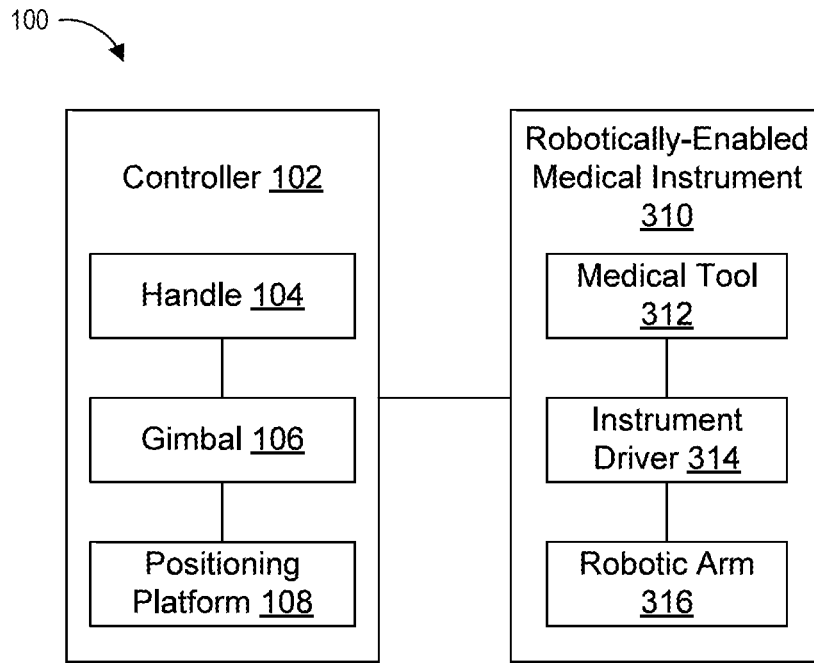 100
Controller 102
Handle 104
Gimbal 106
Positioning
Platform 108
Robotically-Enabled
Medical Instrument
310
Medical Tool
312
Instrument
Driver 314
Robotic Arm
316